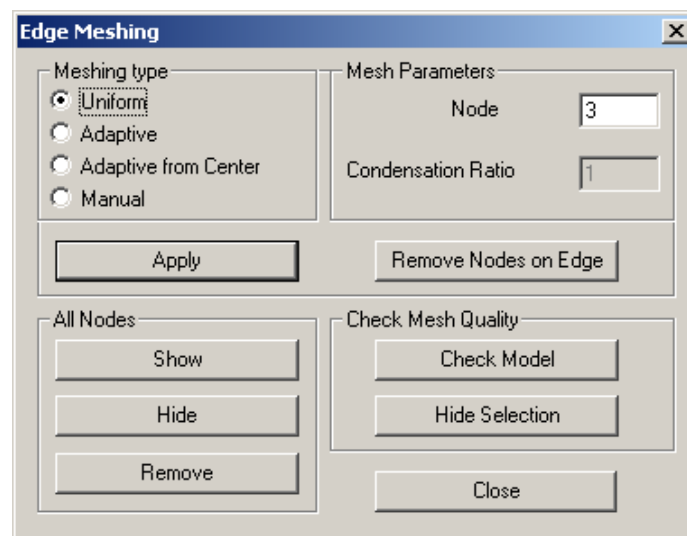 Edge Meshing
Meshing type
Uniform
Adaptive
Adaptive from Center
Manual
Mesh Parameters
Node 3
Condensation Ratio 1
Apply
Remove Nodes on Edge
All Nodes
Show
Hide
Remove
Check Mesh Quality
Check Model
Hide Selection
Close